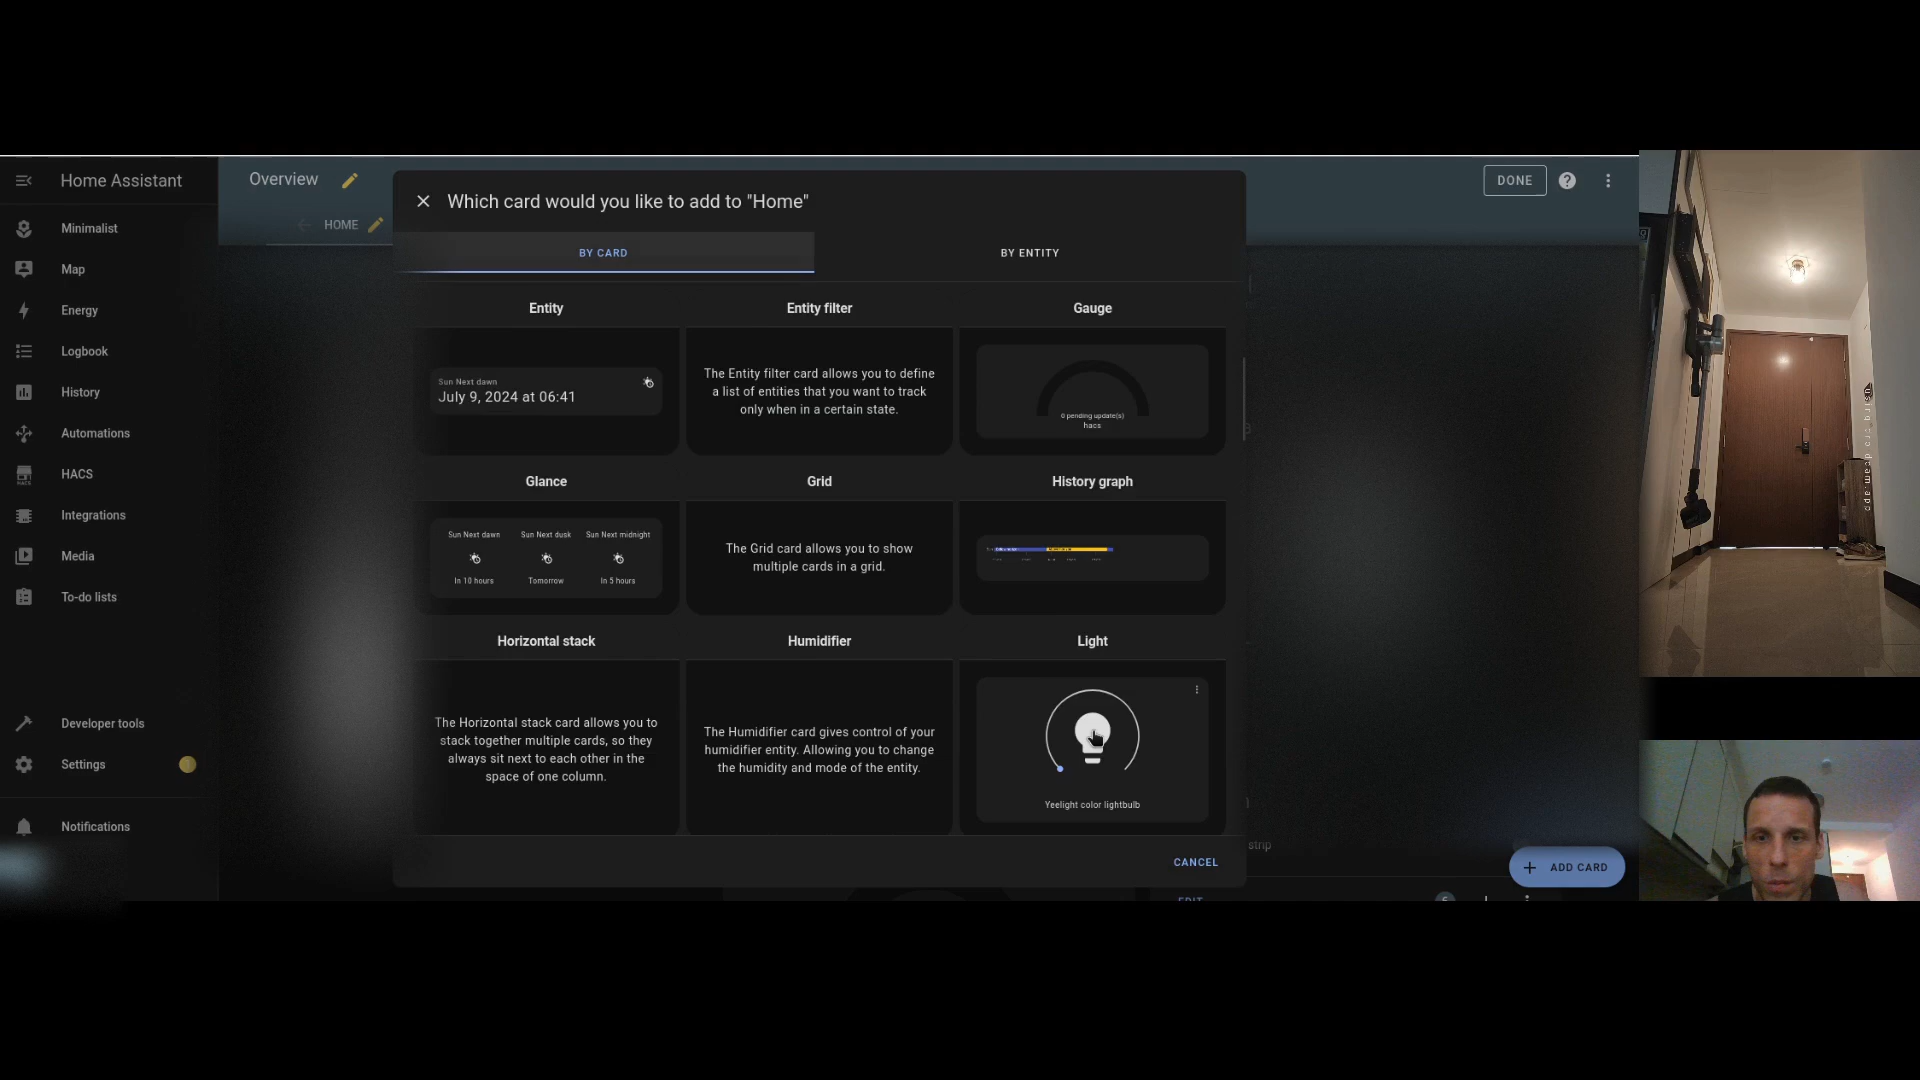 Home Assistant
Overview
DONE
HOME
Minimalist
Map
Energy
Logbook
History
Automations
HACS
Integrations
Media
To-do lists
Developer tools
Settings
Notifications
Which card would you like to add to "Home"
BY CARD
BY ENTITY
Entity
Sun Next dawn
July 9, 2024 at 06:41
Entity filter
The Entity filter card allows you to define
a list of entities that you want to track
only when in a certain state.
Gauge
0 pending update(s)
hacs
Glance
Sun Next dawn
Sun Next dusk
Sun Next midnight
In 10 hours
Tomorrow
In 5 hours
Grid
The Grid card allows you to show
multiple cards in a grid.
History graph
Horizontal stack
The Horizontal stack card allows you to
stack together multiple cards, so they
always sit next to each other in the
space of one column.
Humidifier
The Humidifier card gives control of your
humidifier entity. Allowing you to change
the humidity and mode of the entity.
Light
Yeelight color lightbulb
CANCEL
strip
ADD CARD
EDIT